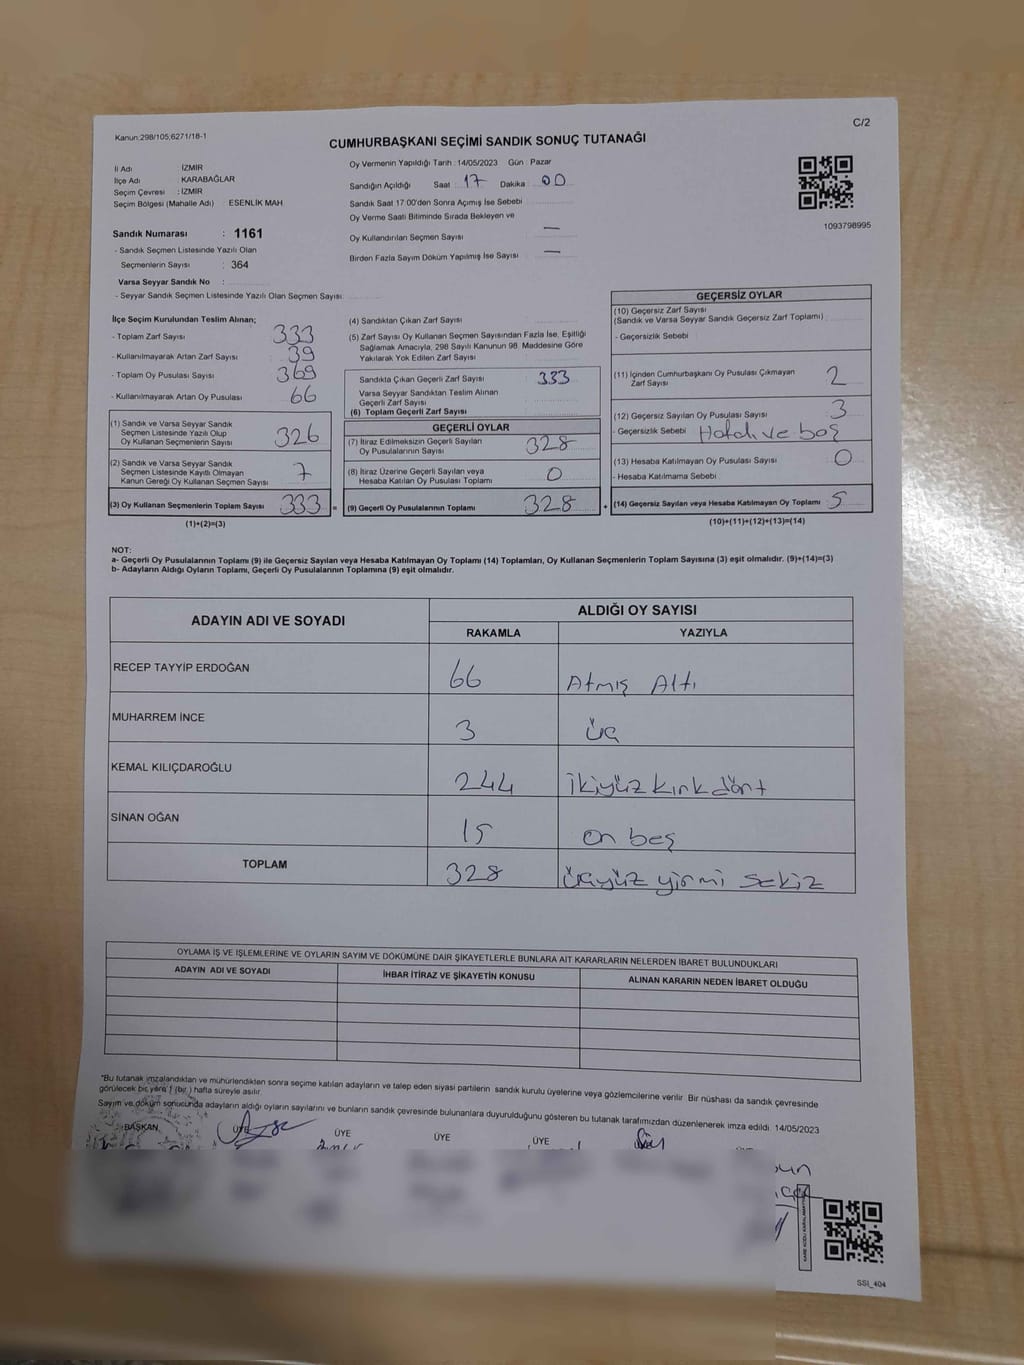 C/2
Kanun:298/105;6271/18-1
CUMHURBAŞKANI SEÇİMİ SANDIK SONUÇ TUTANAĞI
İl Adı : İZMİR
İlçe Adı : KARABAĞLAR
Seçim Çevresi : İZMİR
Seçim Bölgesi (Mahalle Adı) ESENLİK MAH
Oy Vermenin Yapıldığı Tarih : 14/05/2023 Gün : Pazar
Sandığın Açıldığı Saat 17 Dakika 00
Sandık Saat 17:00'den Sonra Açmış İse Sebebi
Oy Verme Saati Bitiminde Sırada Bekleyen ve
Oy Kullandırılan Seçmen Sayısı —
Birden Fazla Sayım Döküm Yapılmış İse Sayısı —
1093798995
Sandık Numarası : 1161
- Sandık Seçmen Listesinde Yazılı Olan
Seçmenlerin Sayısı : 364
Varsa Seyyar Sandık No :
- Seyyar Sandık Seçmen Listesinde Yazılı Olan Seçmen Sayısı:
İlçe Seçim Kurulundan Teslim Alınan;
- Toplam Zarf Sayısı 333
- Kullanılmayarak Artan Zarf Sayısı 39
- Toplam Oy Pusulası Sayısı 369
- Kullanılmayarak Artan Oy Pusulası 66
(1) Sandık ve Varsa Seyyar Sandık
Seçmen Listesinde Yazılı Olup
Oy Kullanan Seçmenlerin Sayısı 326
(2) Sandık ve Varsa Seyyar Sandık
Seçmen Listesinde Kayıtlı Olmayan
Kanun Gereği Oy Kullanan Seçmen Sayısı 7
(3) Oy Kullanan Seçmenlerin Toplam Sayısı 333 =
(1)+(2)=(3)
(4) Sandıktan Çıkan Zarf Sayısı
(5) Zarf Sayısı Oy Kullanan Seçmen Sayısından Fazla İse, Eşitliği
Sağlamak Amacıyla, 298 Sayılı Kanunun 98. Maddesine Göre
Yakılarak Yok Edilen Zarf Sayısı
Sandıkta Çıkan Geçerli Zarf Sayısı 333
Varsa Seyyar Sandıktan Teslim Alınan
Geçerli Zarf Sayısı
(6) Toplam Geçerli Zarf Sayısı
GEÇERLİ OYLAR
(7) İtiraz Edilmeksizin Geçerli Sayılan
Oy Pusulalarının Sayısı 328
(8) İtiraz Üzerine Geçerli Sayılan veya
Hesaba Katılan Oy Pusulası Toplamı 0
(9) Geçerli Oy Pusulalarının Toplamı 328 +
GEÇERSİZ OYLAR
(10) Geçersiz Zarf Sayısı
(Sandık ve Varsa Seyyar Sandık Geçersiz Zarf Toplamı)
- Geçersizlik Sebebi
(11) İçinden Cumhurbaşkanı Oy Pusulası Çıkmayan
Zarf Sayısı 2
(12) Geçersiz Sayılan Oy Pusulası Sayısı 3
- Geçersizlik Sebebi Hatalı ve boş
(13) Hesaba Katılmayan Oy Pusulası Sayısı 0
- Hesaba Katılmama Sebebi
(14) Geçersiz Sayılan veya Hesaba Katılmayan Oy Toplamı 5
(10)+(11)+(12)+(13)=(14)
NOT:
a- Geçerli Oy Pusulalarının Toplamı (9) ile Geçersiz Sayılan veya Hesaba Katılmayan Oy Toplamı (14) Toplamları, Oy Kullanan Seçmenlerin Toplam Sayısına (3) eşit olmalıdır. (9)+(14)=(3)
b- Adayların Aldığı Oyların Toplamı, Geçerli Oy Pusulalarının Toplamına (9) eşit olmalıdır.
ADAYIN ADI VE SOYADI
ALDIĞI OY SAYISI
RAKAMLA YAZIYLA
RECEP TAYYİP ERDOĞAN 66 Atmış Altı
MUHARREM İNCE 3 üç
KEMAL KILIÇDAROĞLU 244 İkiyüz kırk dört
SİNAN OĞAN 15 on beş
TOPLAM 328 üçyüz yirmi sekiz
OYLAMA İŞ VE İŞLEMLERİNE VE OYLARIN SAYIM VE DÖKÜMÜNE DAİR ŞİKAYETLERLE BUNLARA AİT KARARLARIN NELERDEN İBARET BULUNDUKLARI
ADAYIN ADI VE SOYADI İHBAR İTİRAZ VE ŞİKAYETİN KONUSU ALINAN KARARIN NEDEN İBARET OLDUĞU
"Bu tutanak imzalandıktan ve mühürlendikten sonra seçime katılan adayların ve talep eden siyasi partilerin sandık kurulu üyelerine veya gözlemcilerine verilir. Bir nüshası da sandık çevresinde
görülecek bir yere 1 (bir ) hafta süreyle asılır.
Sayım ve döküm sonucunda adayların aldığı oyların sayılarını ve bunların sandık çevresinde bulunanlara duyurulduğunu gösteren bu tutanak tarafımızdan düzenlenerek imza edildi. 14/05/2023
BAŞKAN ÜYE ÜYE ÜYE ÜYE
SSI_404